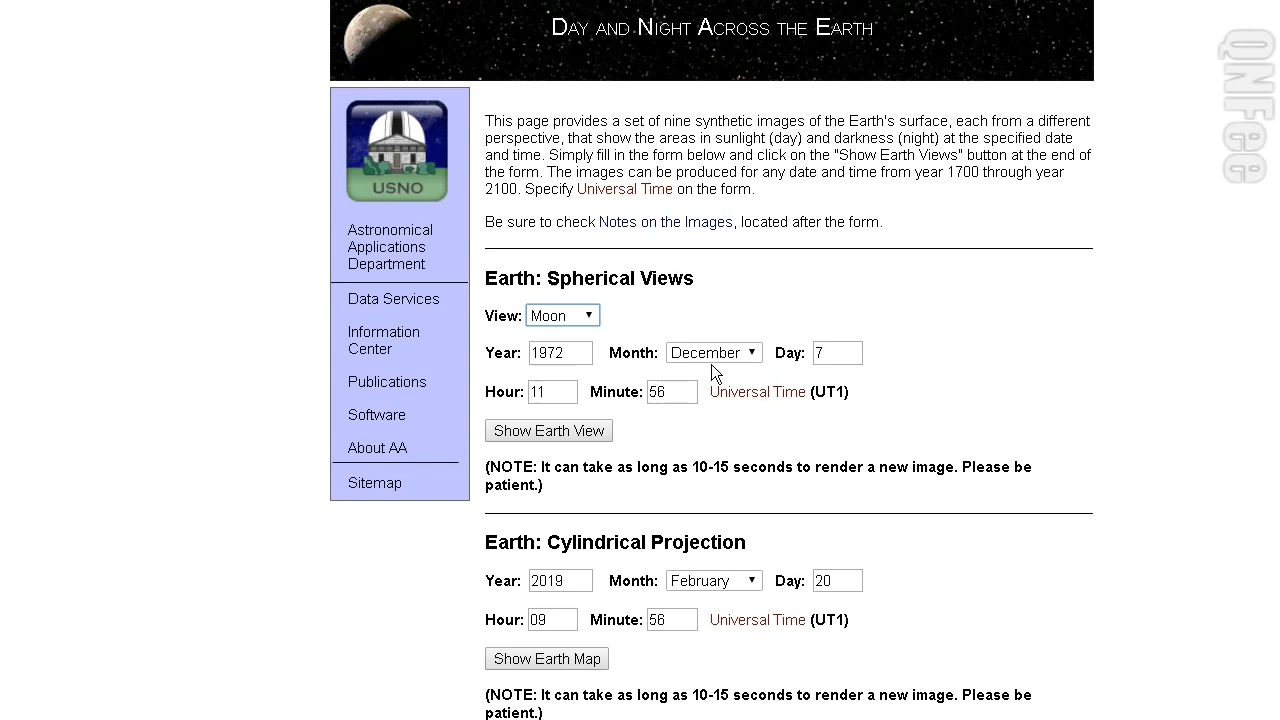 DAY AND NIGHT ACROSS THE EARTH
QNFee
USNO
Astronomical
Applications
Department
Data Services
Information
Center
Publications
Software
About AA
Sitemap
This page provides a set of nine synthetic images of the Earth's surface, each from a different
perspective, that show the areas in sunlight (day) and darkness (night) at the specified date
and time. Simply fill in the form below and click on the "Show Earth Views" button at the end of
the form. The images can be produced for any date and time from year 1700 through year
2100. Specify Universal Time on the form.
Be sure to check Notes on the Images, located after the form.
Earth: Spherical Views
View: Moon
Year: 1972 Month: December Day: 7
Hour: 11 Minute: 56 Universal Time (UT1)
Show Earth View
(NOTE: It can take as long as 10-15 seconds to render a new image. Please be
patient.)
Earth: Cylindrical Projection
Year: 2019 Month: February Day: 20
Hour: 09 Minute: 56 Universal Time (UT1)
Show Earth Map
(NOTE: It can take as long as 10-15 seconds to render a new image. Please be
patient.)